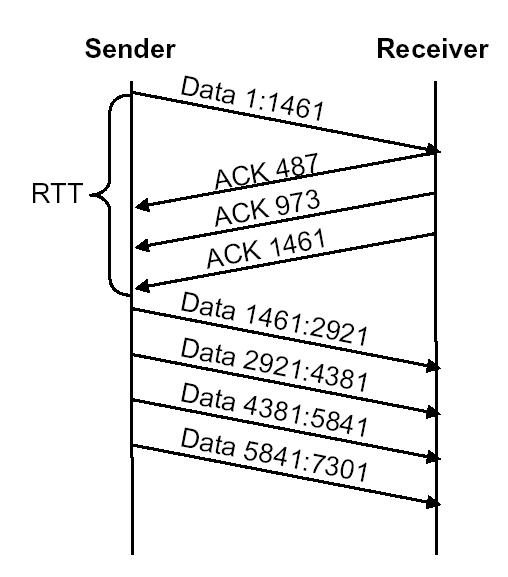 Sender
Receiver
Data 1:1461
ACK 487
RTT
ACK 973
ACK 1461
Data 1461:2921
Data 2921:4381
Data 4381:5841
Data 5841:7301